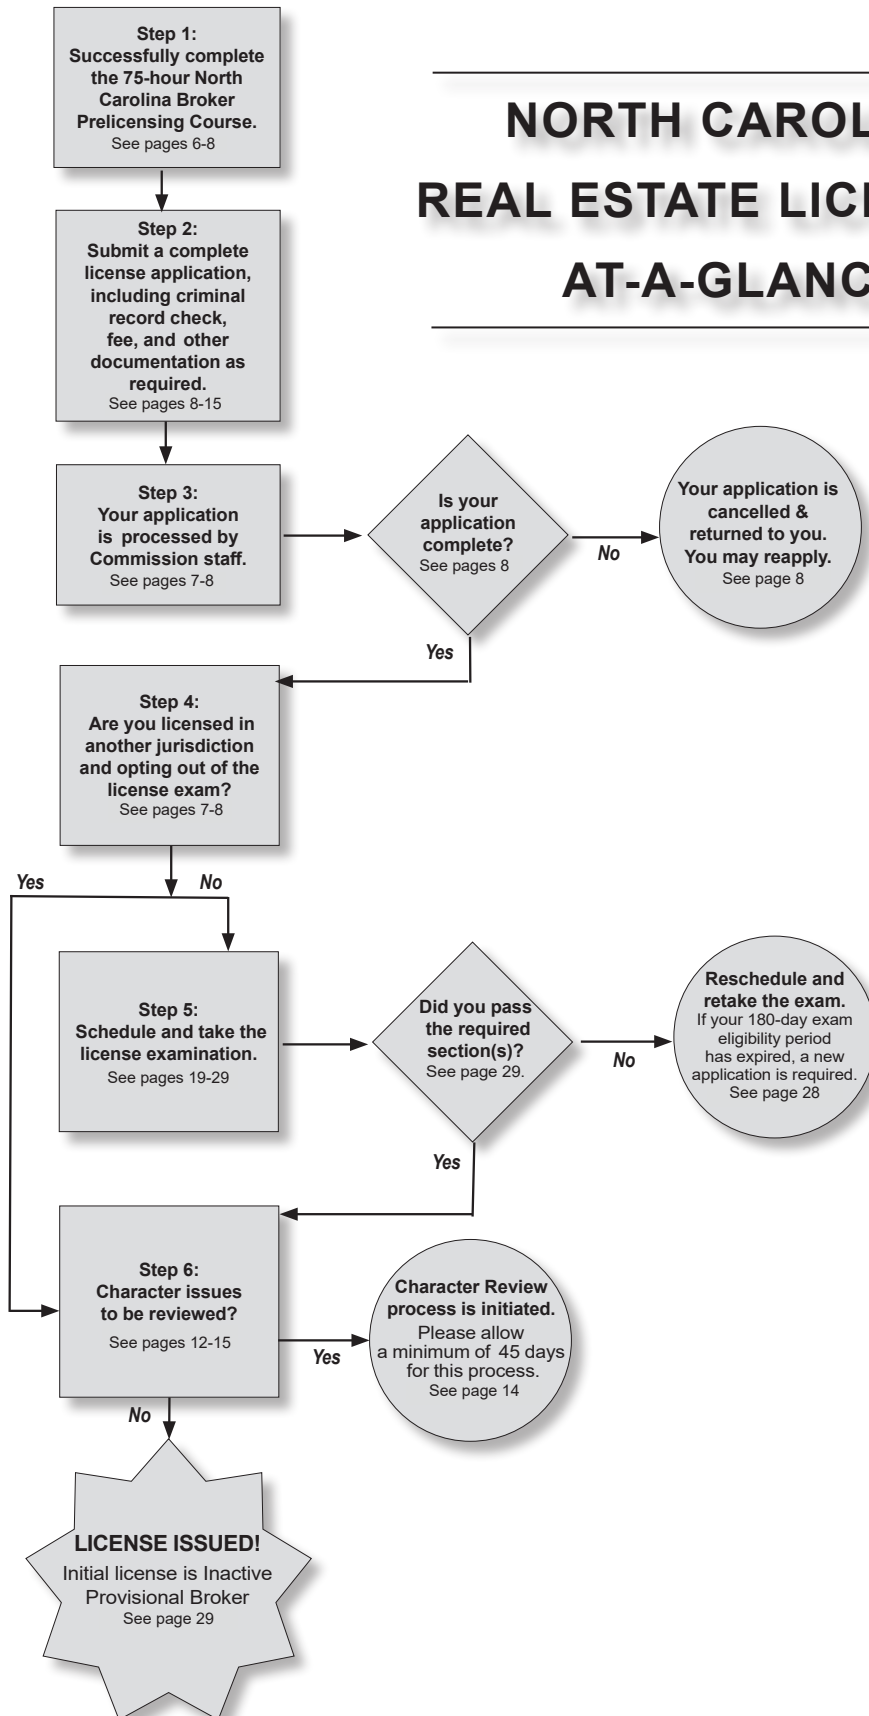 Step 1:
Successfully complete
the 75-hour North
Carolina Broker
Prelicensing Course.
See pages 6-8
NORTH CAROL
REAL ESTATE LIC
AT-A-GLANC
Step 2:
Submit a complete
license application,
including criminal
record check,
fee, and other
documentation as
required.
See pages 8-15
Step 3:
Your application
is processed by
Commission staff.
See pages 7-8
Is your
application
complete?
See pages 8
No
Your application is
cancelled &
returned to you.
You may reapply.
See page 8
Yes
Step 4:
Are you licensed in
another jurisdiction
and opting out of the
license exam?
See pages 7-8
Yes
No
Step 5:
Schedule and take the
license examination.
See pages 19-29
Did you pass
the required
section(s)?
See page 29.
No
Reschedule and
retake the exam.
If your 180-day exam
eligibility period
has expired, a new
application is required.
See page 28
Yes
Step 6:
Character issues
to be reviewed?
See pages 12-15
Yes
Character Review
process is initiated.
Please allow
a minimum of 45 days
for this process.
See page 14
No
LICENSE ISSUED!
Initial license is Inactive
Provisional Broker
See page 29